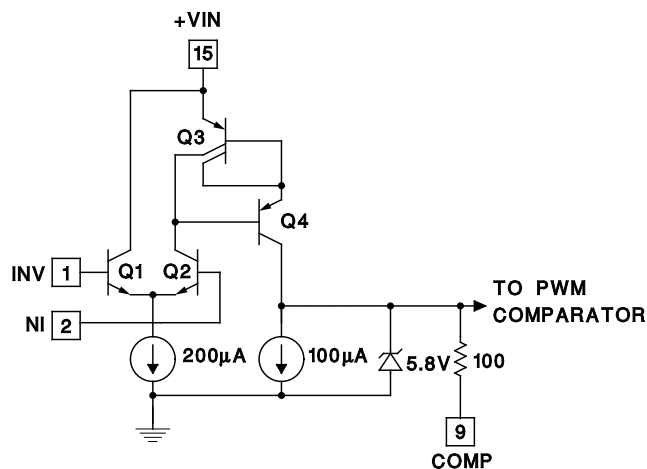 +VIN
15
Q3
Q4
INV 1 Q1 Q2
NI 2
TO PWM
COMPARATOR
200µA
100µA
5.8V
100
9
COMP